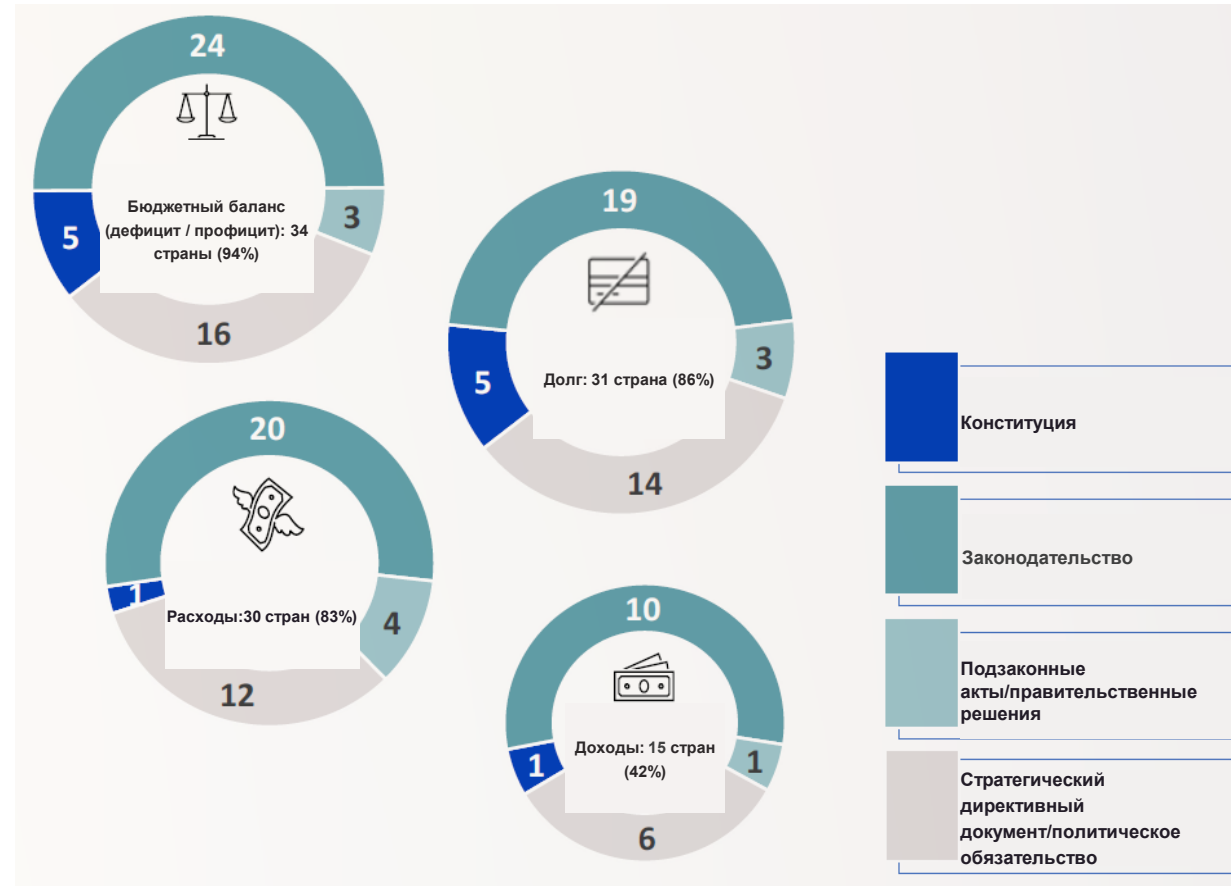 24
Бюджетный баланс
(дефицит / профицит): 34
страны (94%)
5
3
16
19
Долг: 31 страна (86%)
5
3
14
20
Расходы:30 стран (83%)
1
4
12
10
Доходы: 15 стран
(42%)
1
1
6
Конституция
Законодательство
Подзаконные
акты/правительственные
решения
Стратегический
директивный
документ/политическое
обязательство